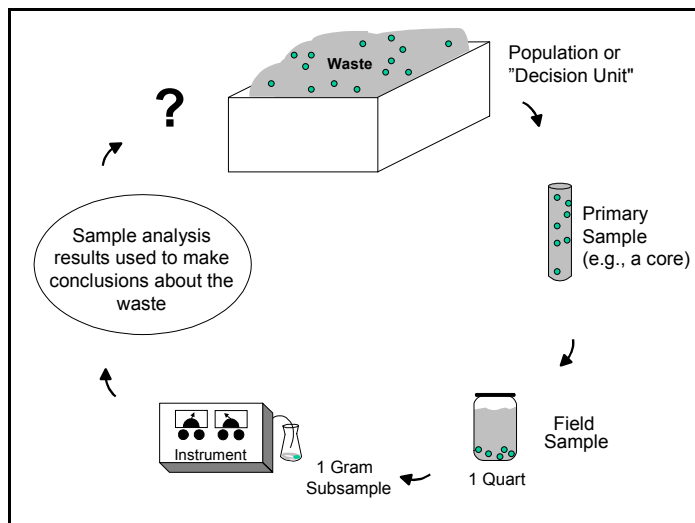 Waste
Population or
"Decision Unit"
?
Primary
Sample
(e.g., a core)
Sample analysis
results used to make
conclusions about the
waste
Field
Sample
1 Quart
Instrument
1 Gram
Subsample